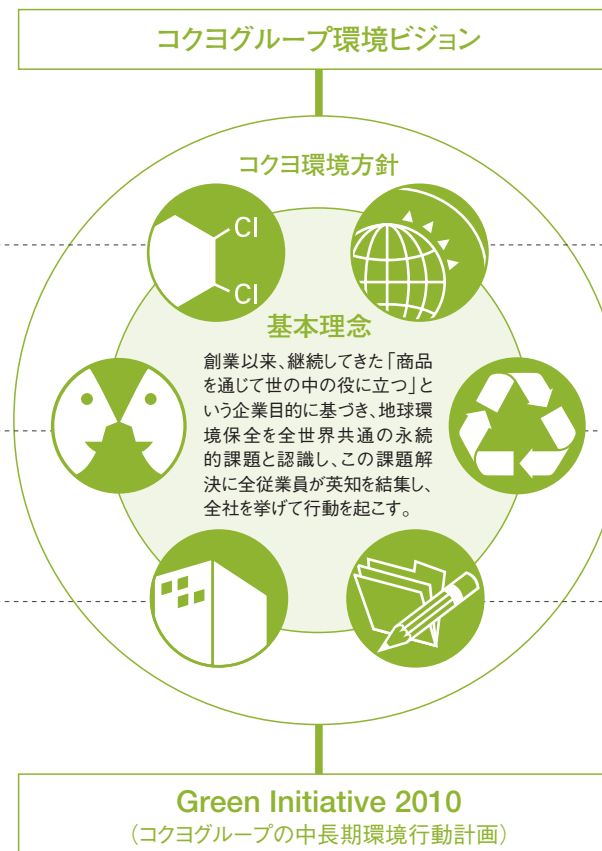 コクヨグループ環境ビジョン
コクヨ環境方針
Cl
Cl
基本理念
創業以来、継続してきた「商品
を通じて世の中の役に立つ」と
いう企業目的に基づき、地球環
境保全を全世界共通の永続
的課題と認識し、この課題解
決に全従業員が英知を結集し、
全社を挙げて行動を起こす。
Green Initiative 2010
（コクヨグループの中長期環境行動計画）